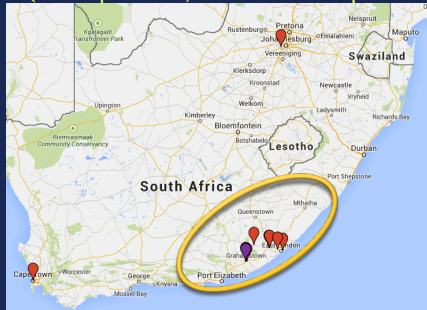 Kgalagadi
Transfrontier Park
Rustenburg
Pretoria
Emalahleni
Nelspruit
Maputo
Johannesburg
Vereeniging
Swaziland
Klerksdorp
Kroonstad
Newcastle
Vryheid
Upington
Welkom
Ladysmith
Richards Bay
Kimberley
Bloemfontein
Riemvasmaak
Community Conservancy
Botshabelo
Lesotho
Durban
Port Shepstone
South Africa
Mthatha
Queenstown
East London
Grahamstown
Port Elizabeth
Cape Town
Worcester
George
Knysna
Mossel Bay